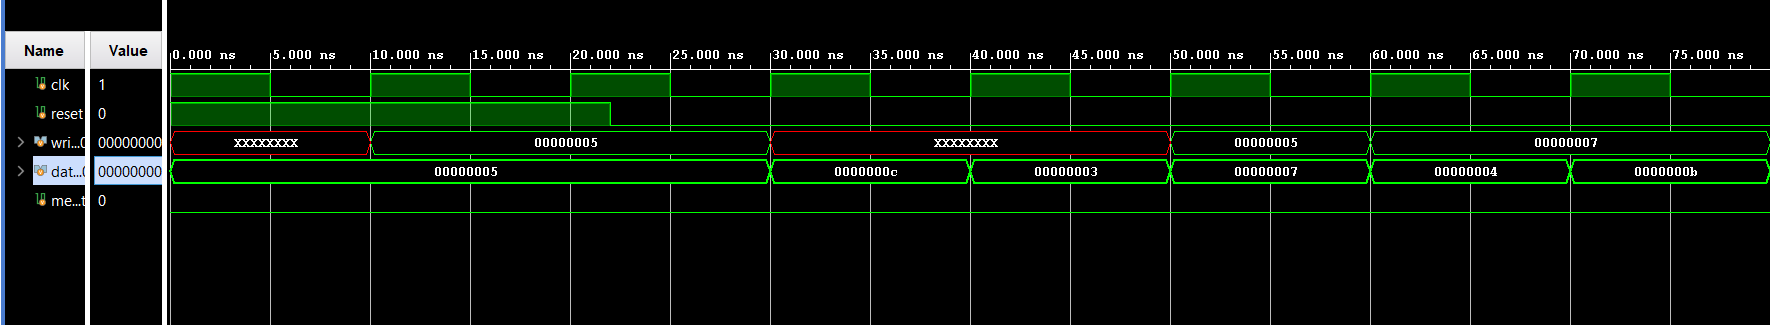 Name Value 0.000 ns 5.000 ns 10.000 ns 15.000 ns 20.000 ns 25.000 ns 30.000 ns 35.000 ns 40.000 ns 45.000 ns 50.000 ns 55.000 ns 60.000 ns 65.000 ns 70.000 ns 75.000 ns
clk 1
reset 0
wri...0 00000000 XXXXXXXX 00000005 XXXXXXXX 00000005 00000007
dat...0 00000000 00000005 0000000c 00000003 00000007 00000004 0000000b
me...t 0